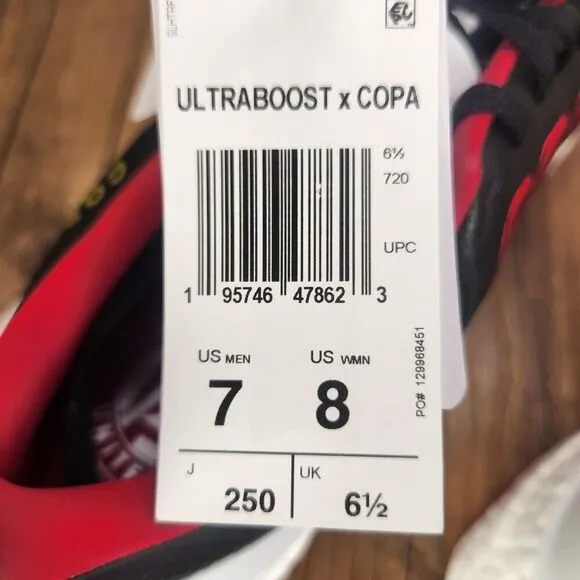 ULTRABOOST x COPA
6½
720
UPC
1 95746 47862 3
PO# 129968451
US MEN US WMN
7 8
J UK
250 6½